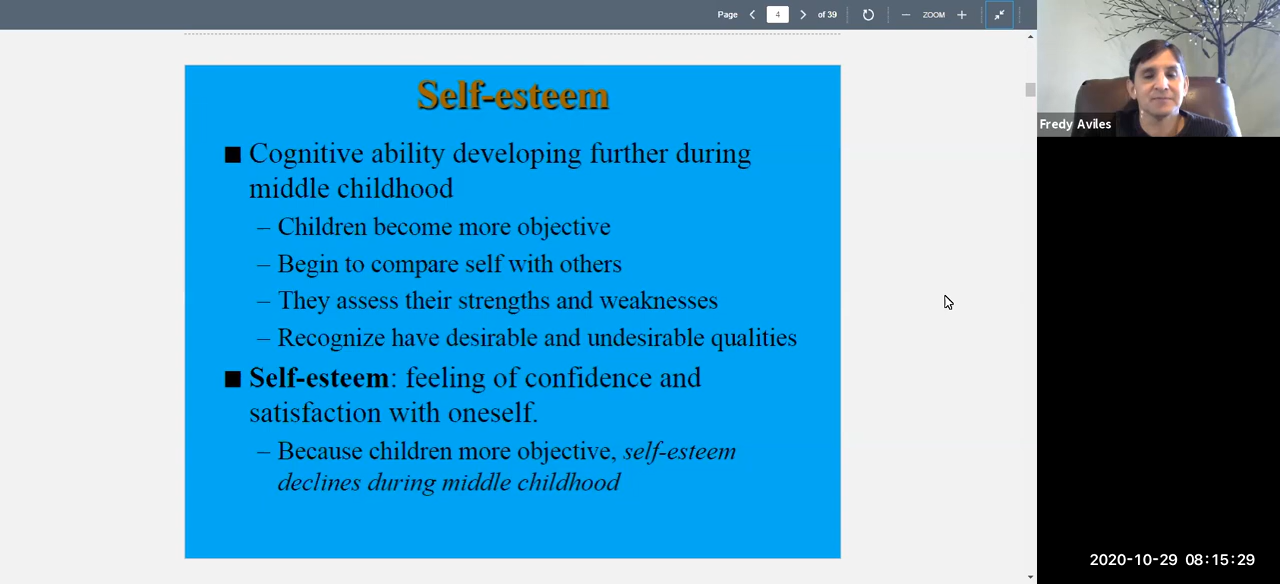 Page 4 of 39 ZOOM
Fredy Aviles
Self-esteem
Cognitive ability developing further during
middle childhood
– Children become more objective
– Begin to compare self with others
– They assess their strengths and weaknesses
– Recognize have desirable and undesirable qualities
Self-esteem: feeling of confidence and
satisfaction with oneself.
– Because children more objective, self-esteem
declines during middle childhood
2020-10-29 08:15:29